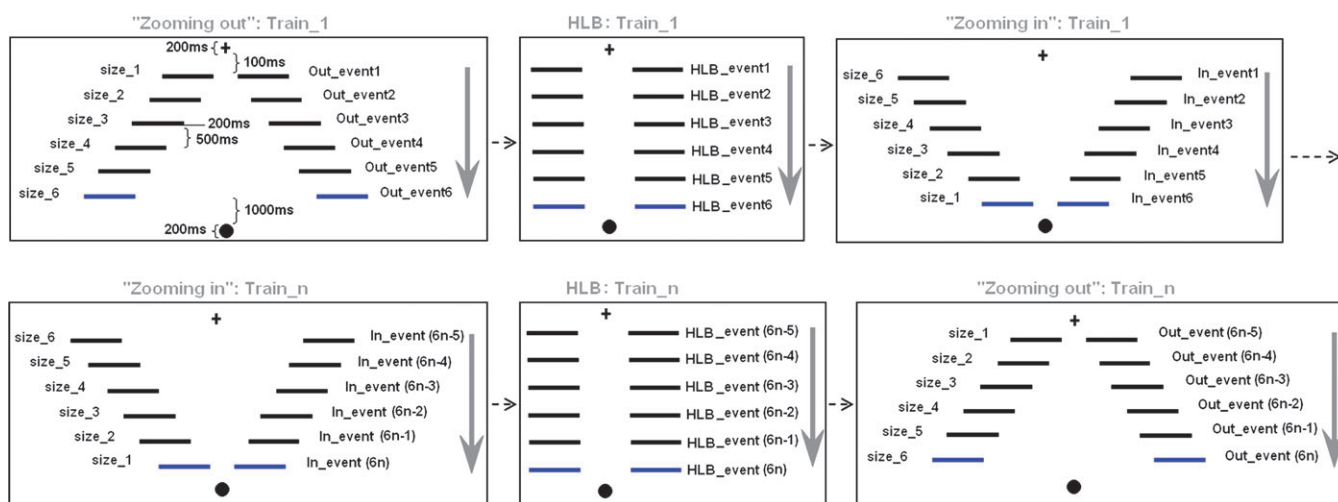 "Zooming out": Train_1
200ms
100ms
size_1 Out_event1
size_2 Out_event2
size_3 200ms Out_event3
500ms
size_4 Out_event4
size_5 Out_event5
size_6 Out_event6
1000ms
200ms
HLB: Train_1
HLB_event1
HLB_event2
HLB_event3
HLB_event4
HLB_event5
HLB_event6
"Zooming in": Train_1
size_6 In_event1
size_5 In_event2
size_4 In_event3
size_3 In_event4
size_2 In_event5
size_1 In_event6
"Zooming in": Train_n
size_6 In_event (6n-5)
size_5 In_event (6n-4)
size_4 In_event (6n-3)
size_3 In_event (6n-2)
size_2 In_event (6n-1)
size_1 In_event (6n)
HLB: Train_n
HLB_event (6n-5)
HLB_event (6n-4)
HLB_event (6n-3)
HLB_event (6n-2)
HLB_event (6n-1)
HLB_event (6n)
"Zooming out": Train_n
size_1 Out_event (6n-5)
size_2 Out_event (6n-4)
size_3 Out_event (6n-3)
size_4 Out_event (6n-2)
size_5 Out_event (6n-1)
size_6 Out_event (6n)